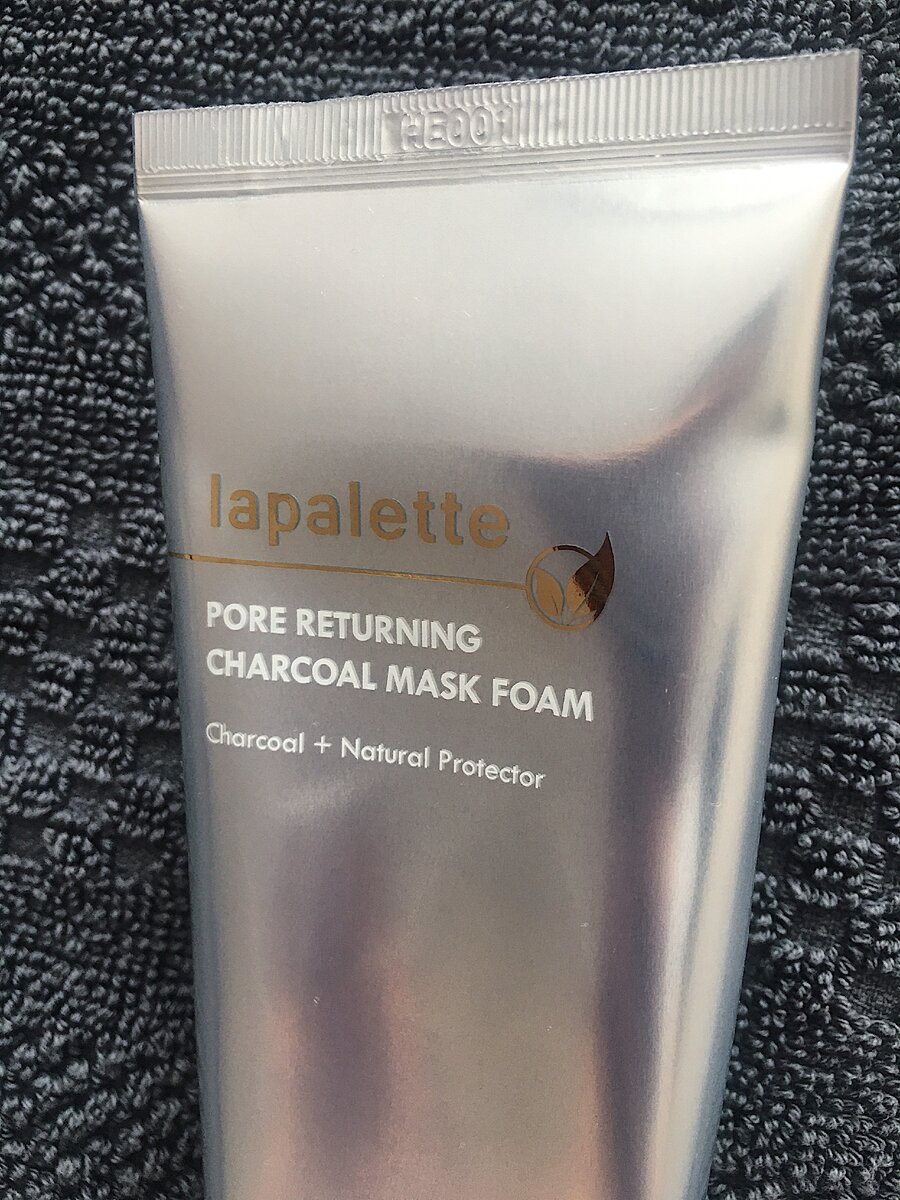 lapalette
PORE RETURNING
CHARCOAL MASK FOAM
Charcoal + Natural Protector